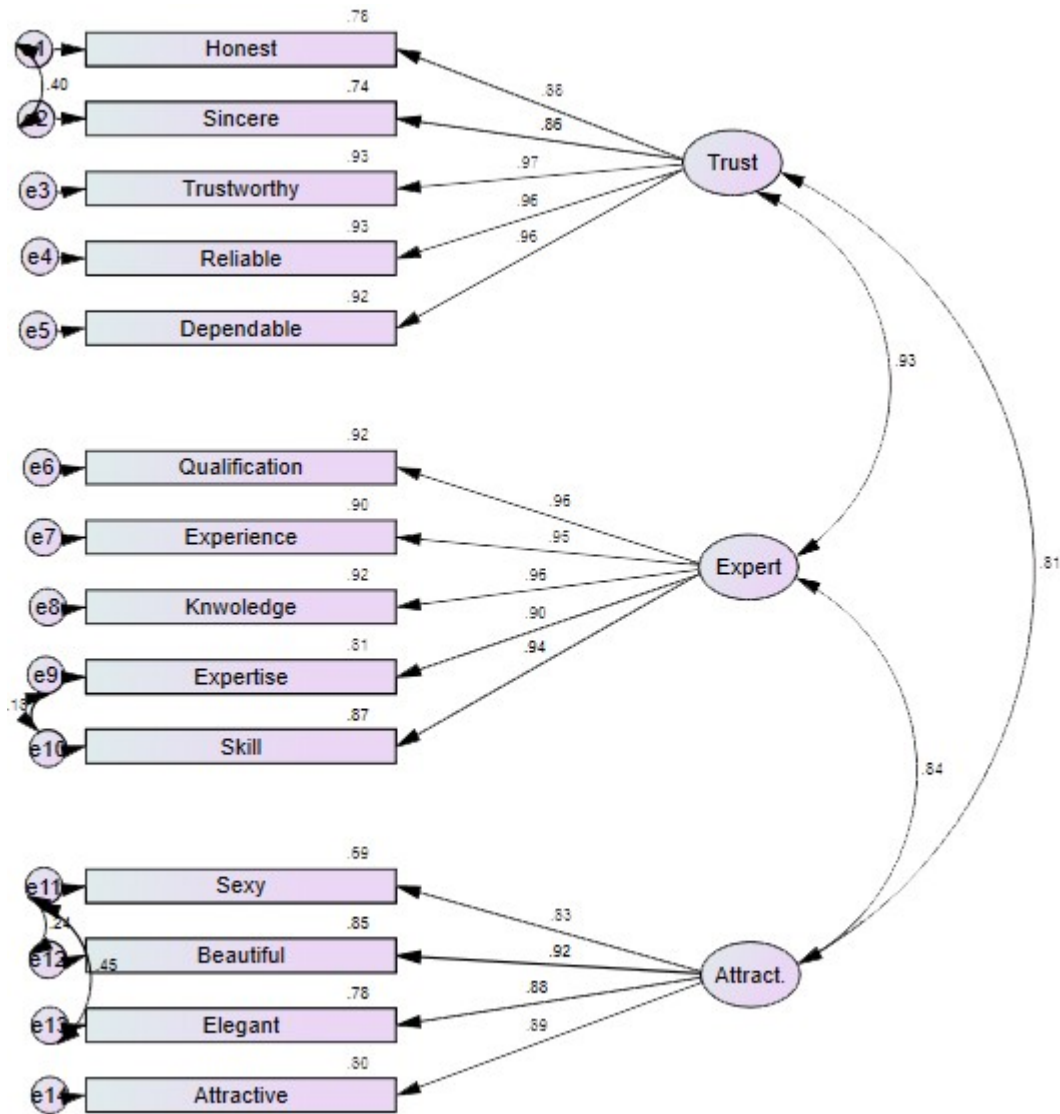 .78
e1
Honest
.40
.88
.74
e2
Sincere
.86
Trust
.93
.97
e3
Trustworthy
.96
.93
e4
Reliable
.96
.92
e5
Dependable
.93
.92
e6
Qualification
.96
.90
e7
Experience
.95
Expert
.81
.92
e8
Knwoledge
.96
.90
.81
e9
Expertise
.94
.87
e10
Skill
.84
.69
e11
Sexy
.83
.85
e12
Beautiful
.92
.45
Attract.
.78
.88
e13
Elegant
.89
.80
e14
Attractive